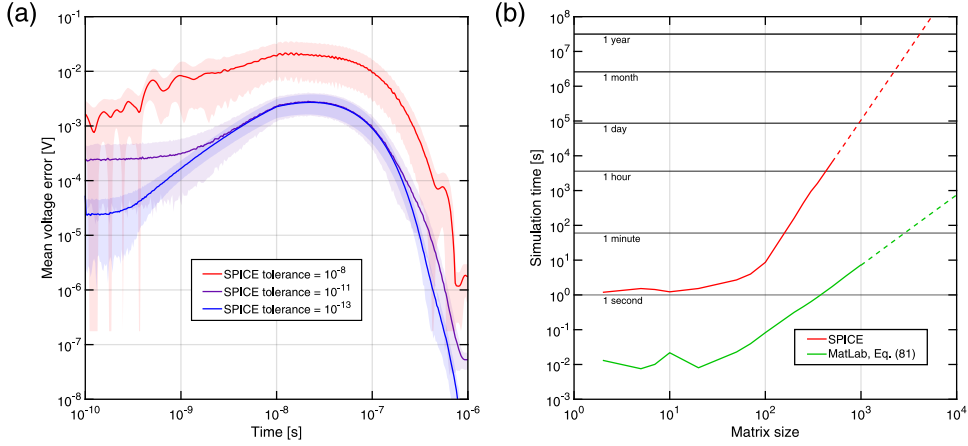 (a)
10^-1
10^-2
10^-3
10^-4
10^-5
10^-6
10^-7
10^-8
Mean voltage error [V]
SPICE tolerance = 10^-8
SPICE tolerance = 10^-11
SPICE tolerance = 10^-13
10^-10
10^-9
10^-8
10^-7
10^-6
Time [s]
(b)
10^8
10^7
10^6
10^5
10^4
10^3
10^2
10^1
10^0
10^-1
10^-2
10^-3
Simulation time [s]
1 year
1 month
1 day
1 hour
1 minute
1 second
SPICE
MatLab, Eq. (81)
10^0
10^1
10^2
10^3
10^4
Matrix size